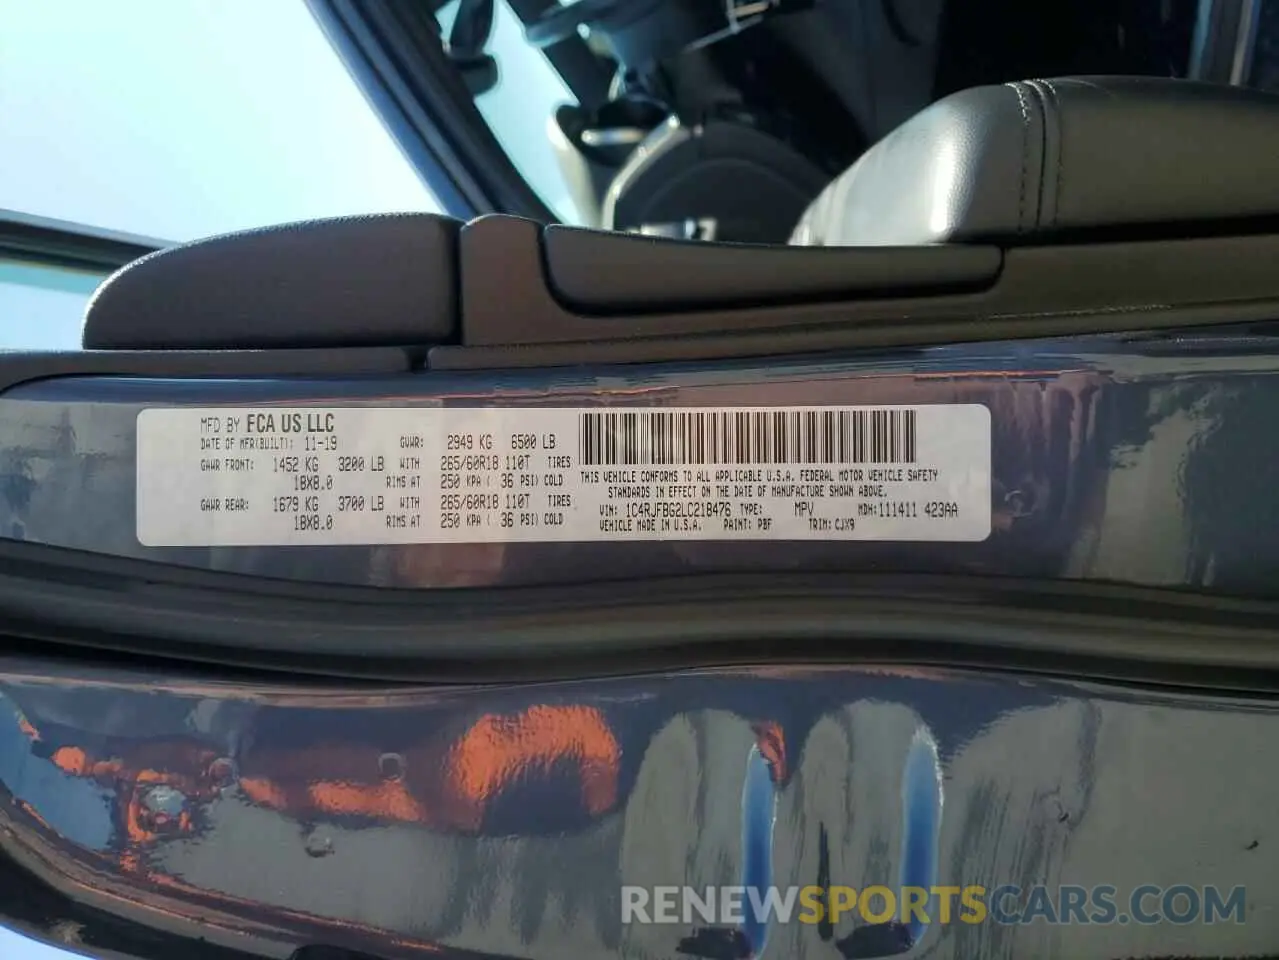 MFD BY FCA US LLC
DATE OF MFR(BUILT): 11-19 GVWR: 2949 KG 6500 LB
GAWR FRONT: 1452 KG 3200 LB WITH 265/60R18 110T TIRES
18X8.0 RIMS AT 250 KPA ( 36 PSI) COLD
GAWR REAR: 1679 KG 3700 LB WITH 265/60R18 110T TIRES
18X8.0 RIMS AT 250 KPA ( 36 PSI) COLD
THIS VEHICLE CONFORMS TO ALL APPLICABLE U.S.A. FEDERAL MOTOR VEHICLE SAFETY
STANDARDS IN EFFECT ON THE DATE OF MANUFACTURE SHOWN ABOVE.
VIN: 1C4RJFBG2LC218476 TYPE: MPV MDH: 111411 423AA
VEHICLE MADE IN U.S.A. PAINT: PBF TRIM: CJX9
RENEWSPORTSCARS.COM